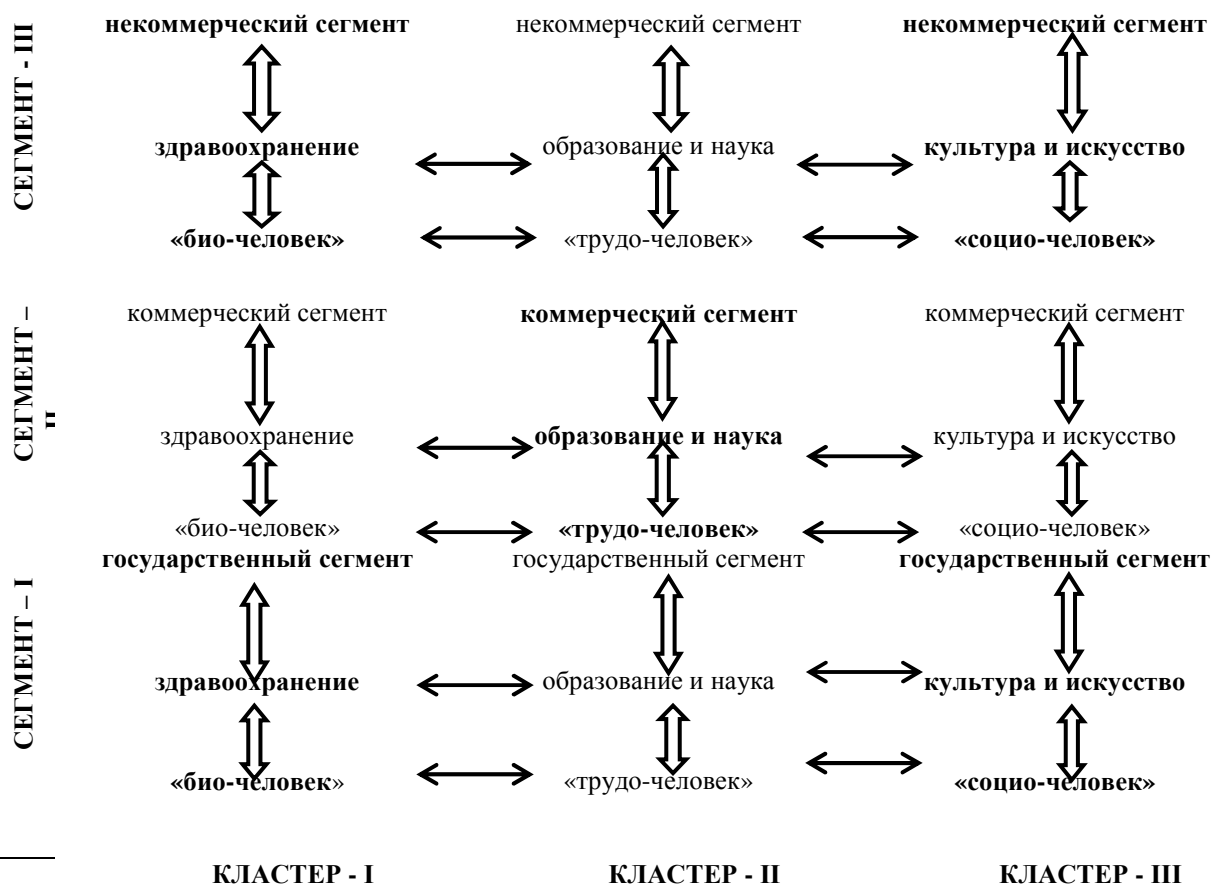 некоммерческий сегмент некоммерческий сегмент некоммерческий сегмент
здравоохранение образование и наука культура и искусство
«био-человек» «трудо-человек» «социо-человек»
СЕГМЕНТ - III
коммерческий сегмент коммерческий сегмент коммерческий сегмент
здравоохранение образование и наука культура и искусство
«био-человек» «трудо-человек» «социо-человек»
СЕГМЕНТ –
государственный сегмент государственный сегмент государственный сегмент
здравоохранение образование и наука культура и искусство
«био-человек» «трудо-человек» «социо-человек»
СЕГМЕНТ – I
КЛАСТЕР - I КЛАСТЕР - II КЛАСТЕР - III